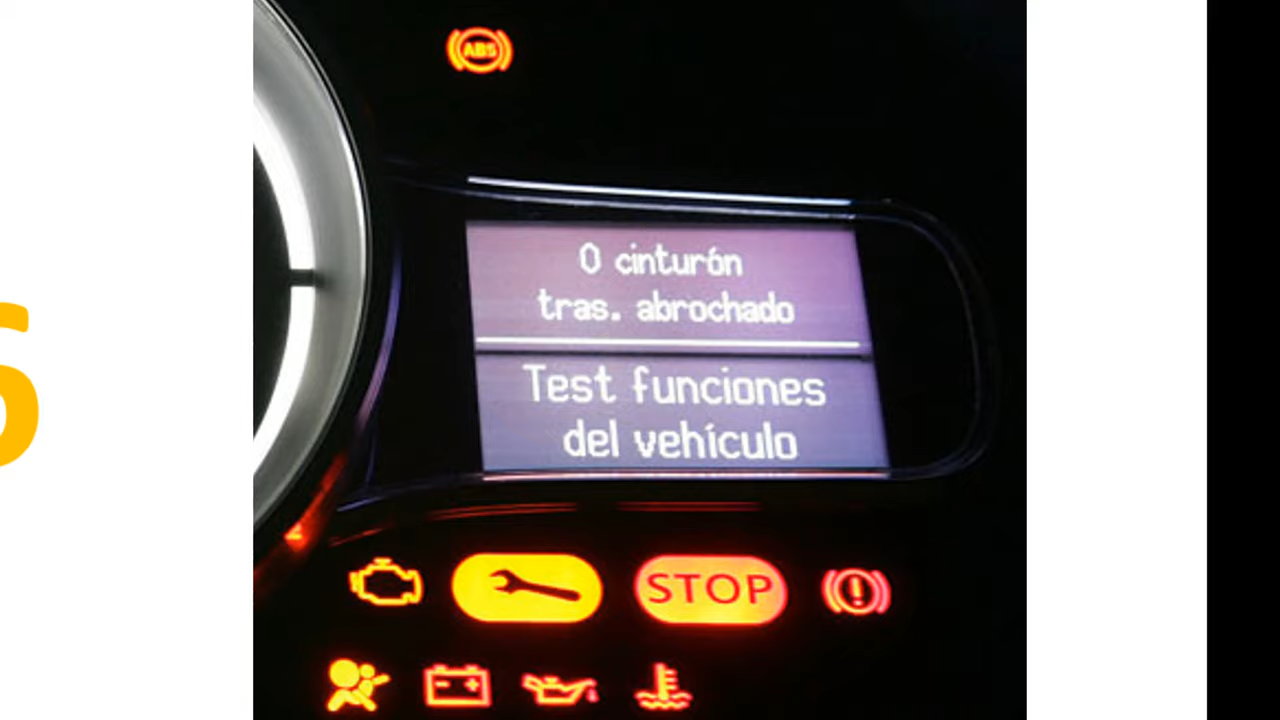 ABS
0 cinturón
tras. abrochado
Test funciones
del vehículo
STOP